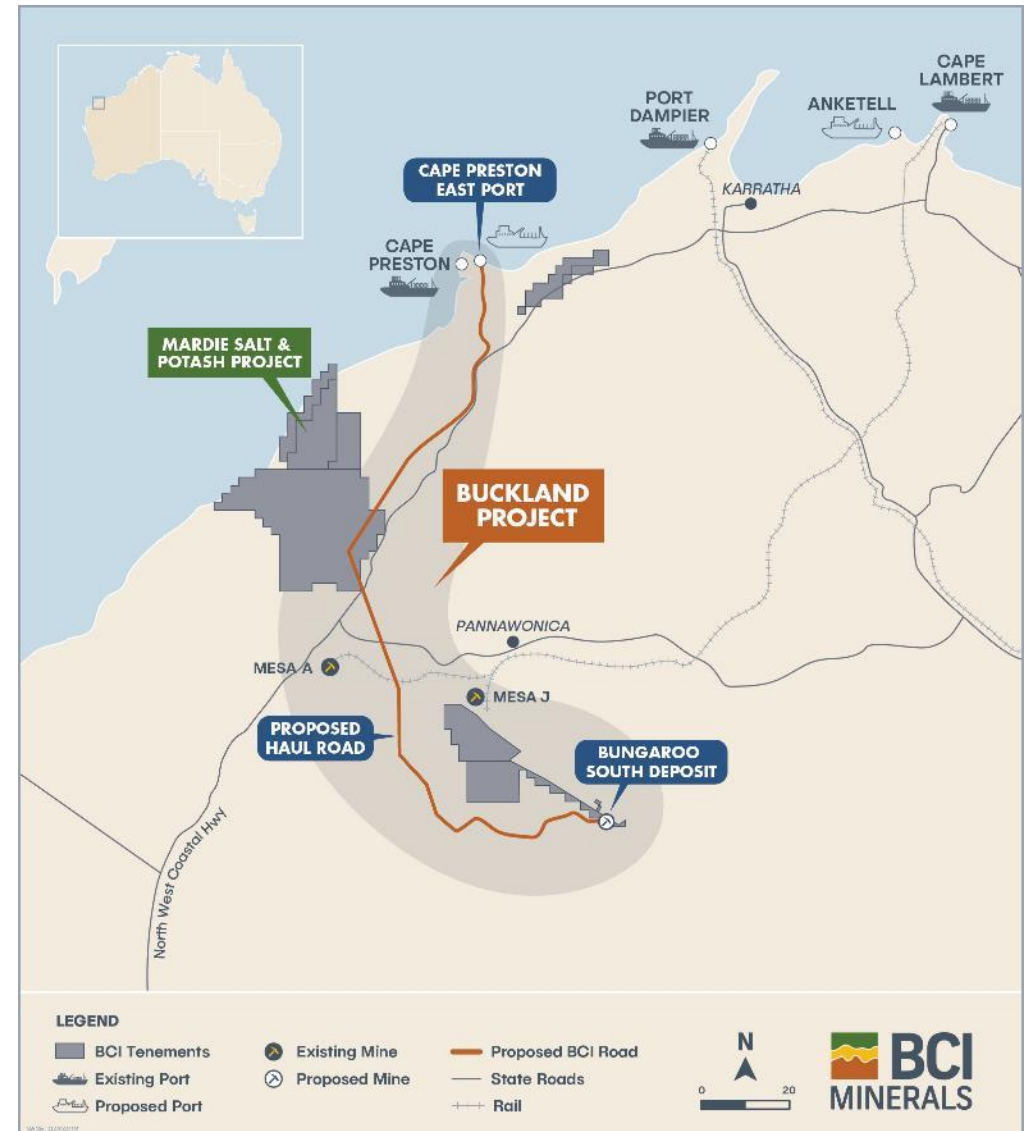 CAPE
LAMBERT
PORT
DAMPIER
ANKETELL
CAPE PRESTON
EAST PORT
KARRATHA
CAPE
PRESTON
MARDIE SALT &
POTASH PROJECT
BUCKLAND
PROJECT
PANNAWONICA
MESA A
MESA J
PROPOSED
HAUL ROAD
BUNGAROO
SOUTH DEPOSIT
North West Coastal Hwy
LEGEND
BCI Tenements
Existing Port
Proposed Port
Existing Mine
Proposed Mine
Proposed BCI Road
State Roads
Rail
N
0 20
BCI
MINERALS